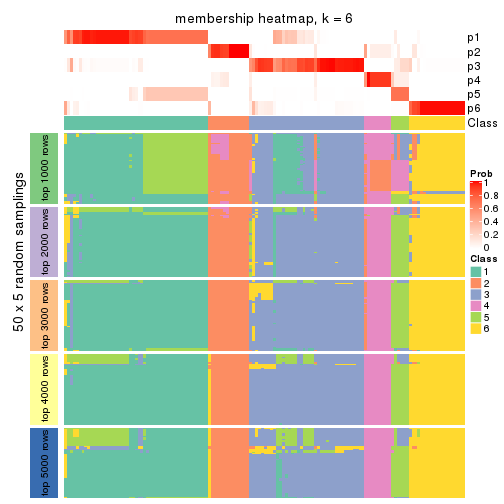 membership heatmap, k = 6
p1
p2
p3
p4
p5
p6
Class
50 x 5 random samplings
top 1000 rows
top 2000 rows
top 3000 rows
top 4000 rows
top 5000 rows
Prob
1
0.8
0.6
0.4
0.2
0
Class
1
2
3
4
5
6